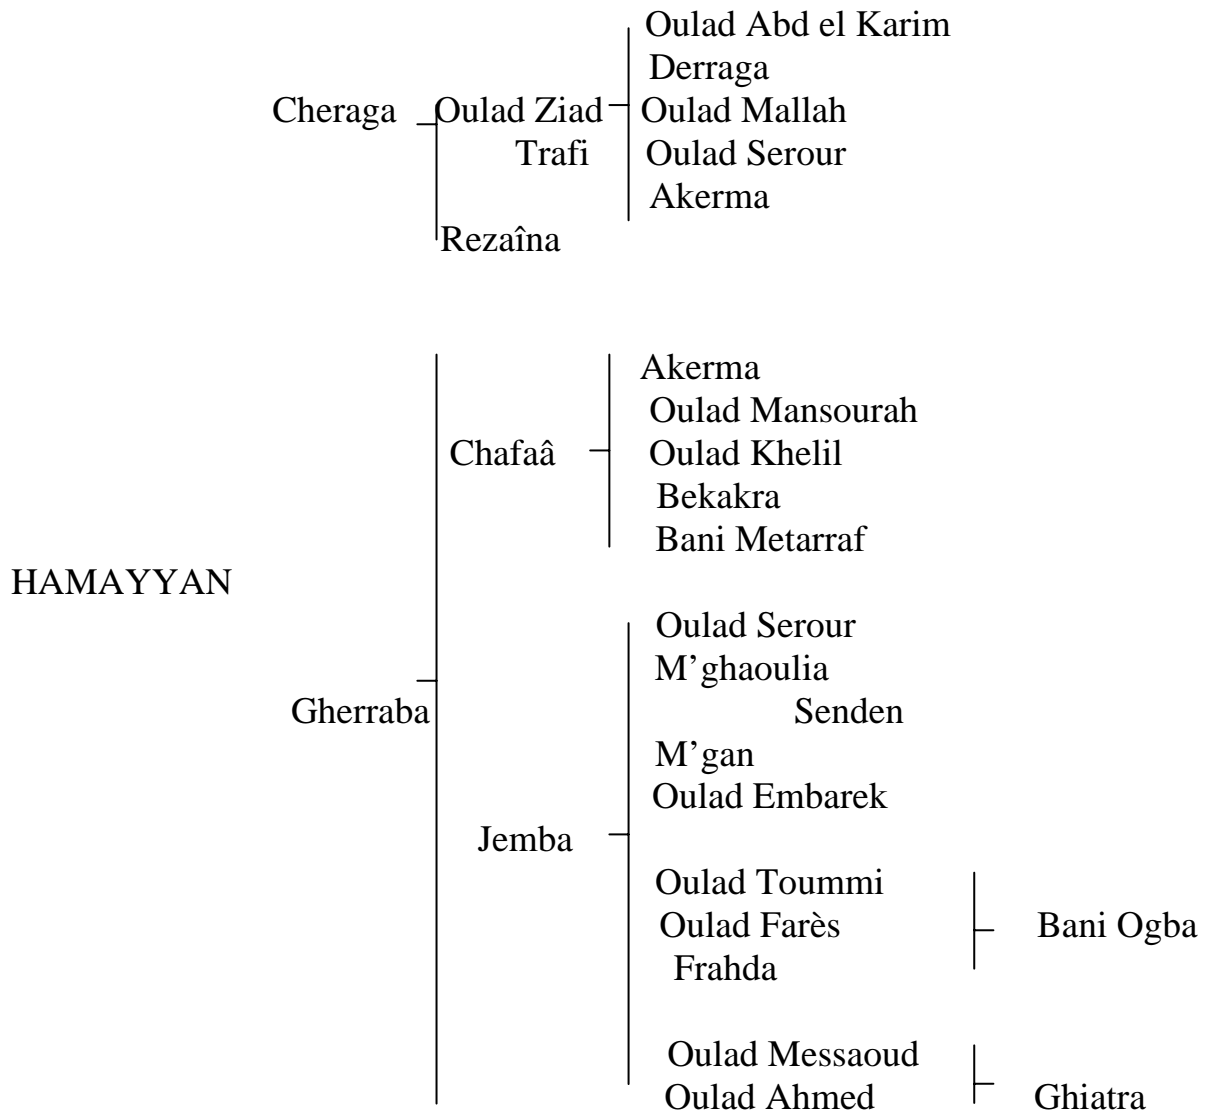 Oulad Abd el Karim
Derraga
Cheraga Oulad Ziad Oulad Mallah
Trafi Oulad Serour
Akerma
Rezaîna
Akerma
Oulad Mansourah
Chafaâ Oulad Khelil
Bekakra
Bani Metarraf
HAMAYYAN
Oulad Serour
M’ghaoulia
Gherraba Senden
M’gan
Oulad Embarek
Jemba
Oulad Toummi
Oulad Farès Bani Ogba
Frahda
Oulad Messaoud
Oulad Ahmed Ghiatra